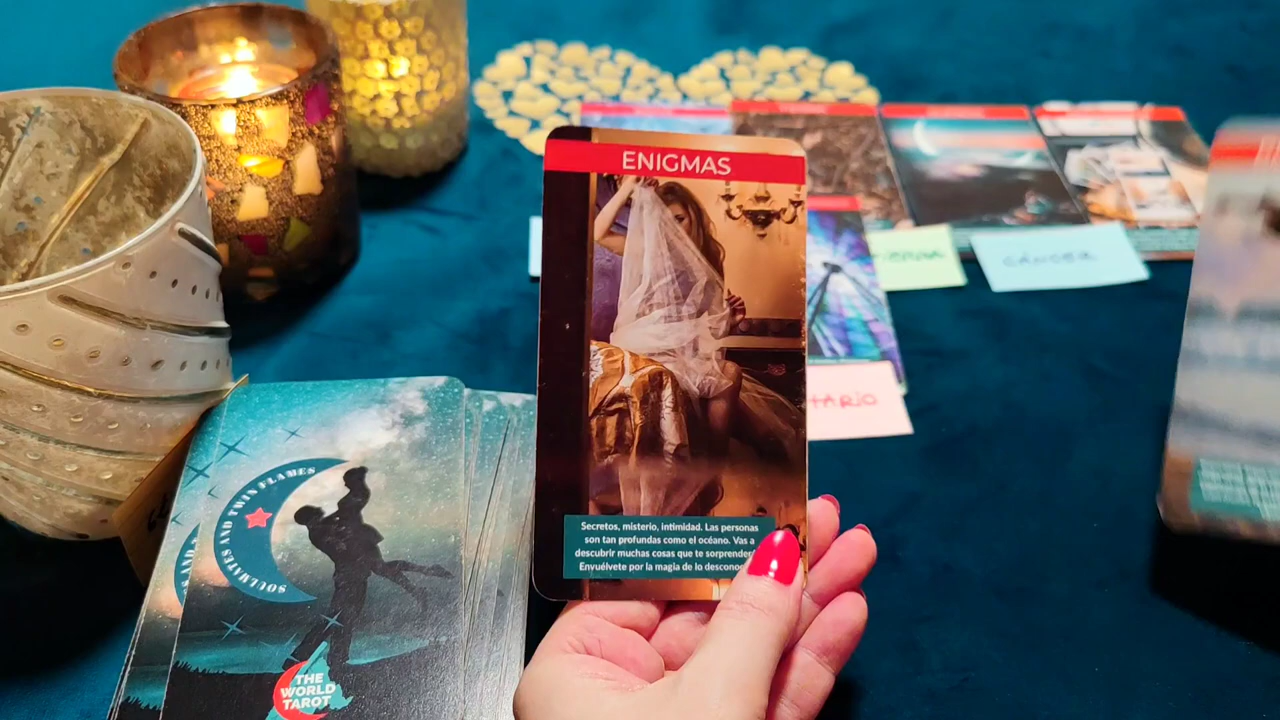 ENIGMAS
Secretos, misterio, intimidad. Las personas
son tan profundas como el océano. Vas a
descubrir muchas cosas que te sorprender
Envuélvete por la magia de lo descono
CÁNCER
TARIO
SOULMATES AND TWIN FLAMES
THE
WORLD
TAROT